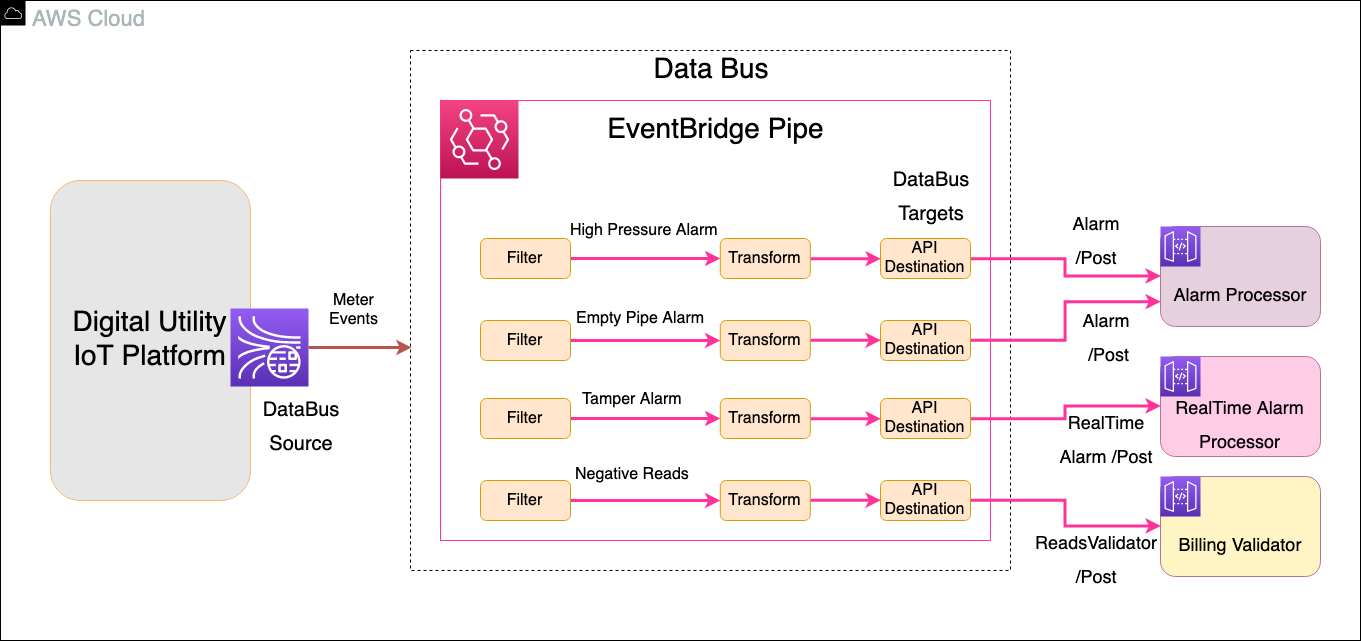 AWS Cloud
Data Bus
EventBridge Pipe
DataBus
Targets
Digital Utility
IoT Platform
DataBus
Source
Meter
Events
Filter
High Pressure Alarm
Transform
API
Destination
Alarm
/Post
Alarm Processor
Filter
Empty Pipe Alarm
Transform
API
Destination
Alarm
/Post
Filter
Tamper Alarm
Transform
API
Destination
RealTime
Alarm /Post
RealTime Alarm
Processor
Filter
Negative Reads
Transform
API
Destination
ReadsValidator
/Post
Billing Validator